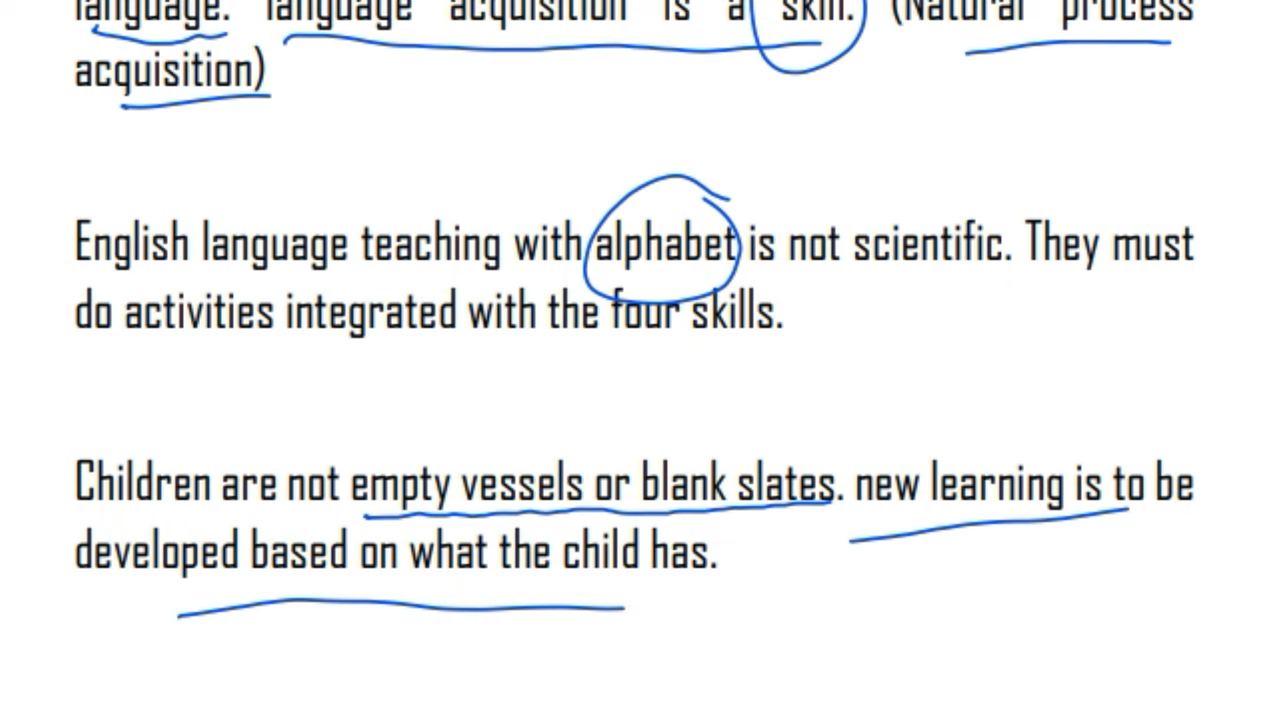 language. language acquisition is a skill. (Natural process
acquisition)
English language teaching with alphabet is not scientific. They must
do activities integrated with the four skills.
Children are not empty vessels or blank slates. new learning is to be
developed based on what the child has.